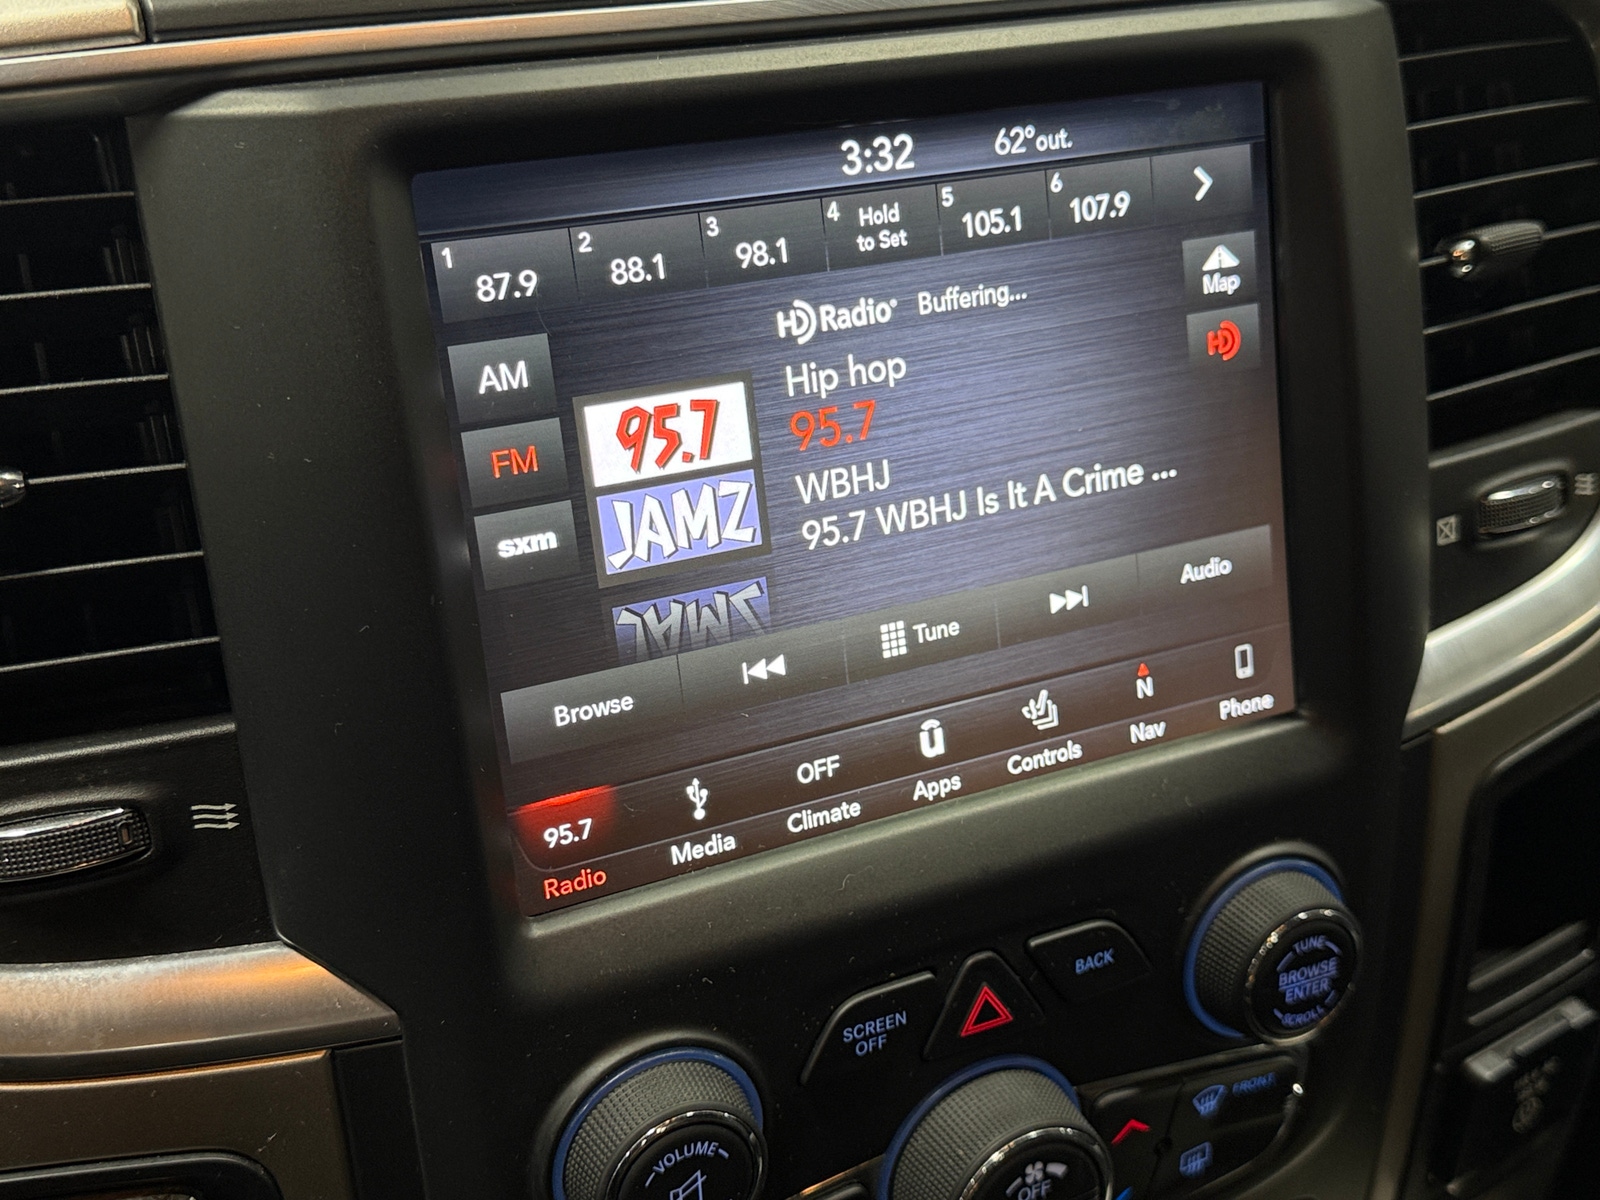 3:32 62°out.
1 87.9
2 88.1
3 98.1
4 Hold
to Set
5 105.1
6 107.9
Map
HD Radio® Buffering...
HD
AM
FM
sxm
95.7
JAMZ
Hip hop
95.7
WBHJ
95.7 WBHJ Is It A Crime ...
Browse
Tune
Audio
95.7
Radio
Media
OFF
Climate
Apps
Controls
N
Nav
Phone
SCREEN
OFF
BACK
TUNE
BROWSE
ENTER
SCROLL
VOLUME
OFF
FRONT